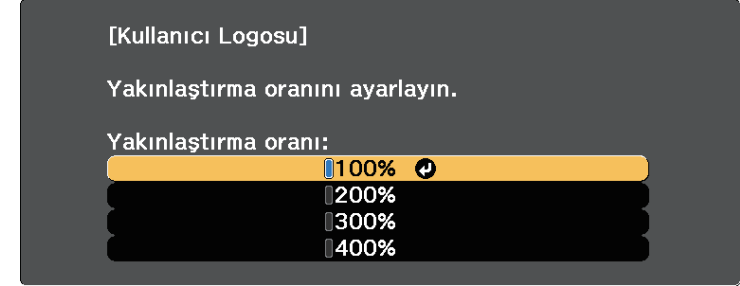 [Kullanıcı Logosu]
Yakınlaştırma oranını ayarlayın.
Yakınlaştırma oranı:
100%
200%
300%
400%